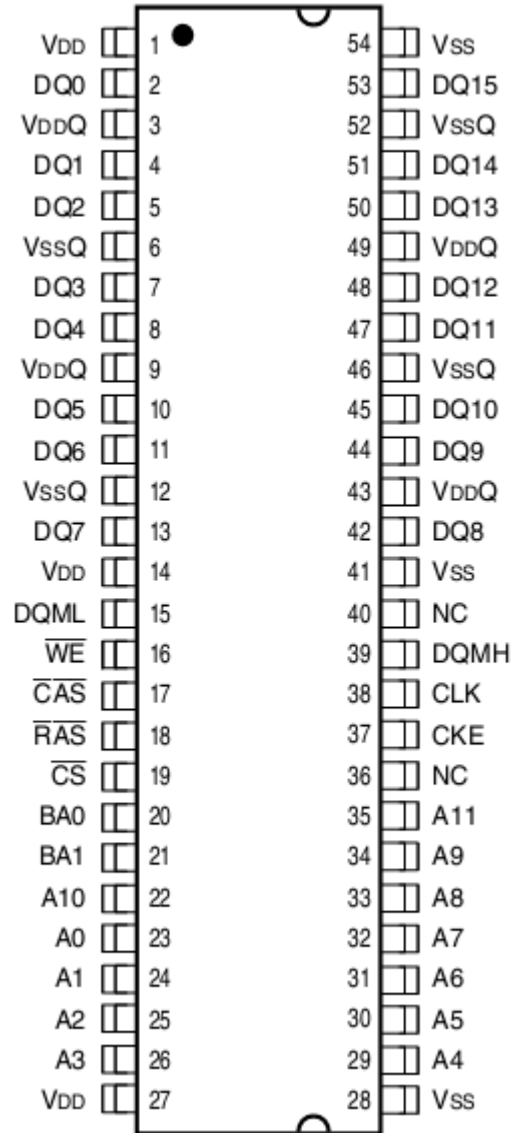 VDD 1 54 VSS
DQ0 2 53 DQ15
VDDQ 3 52 VSSQ
DQ1 4 51 DQ14
DQ2 5 50 DQ13
VSSQ 6 49 VDDQ
DQ3 7 48 DQ12
DQ4 8 47 DQ11
VDDQ 9 46 VSSQ
DQ5 10 45 DQ10
DQ6 11 44 DQ9
VSSQ 12 43 VDDQ
DQ7 13 42 DQ8
VDD 14 41 VSS
DQML 15 40 NC
W̅E̅ 16 39 DQMH
C̅A̅S̅ 17 38 CLK
R̅A̅S̅ 18 37 CKE
C̅S̅ 19 36 NC
BA0 20 35 A11
BA1 21 34 A9
A10 22 33 A8
A0 23 32 A7
A1 24 31 A6
A2 25 30 A5
A3 26 29 A4
VDD 27 28 VSS